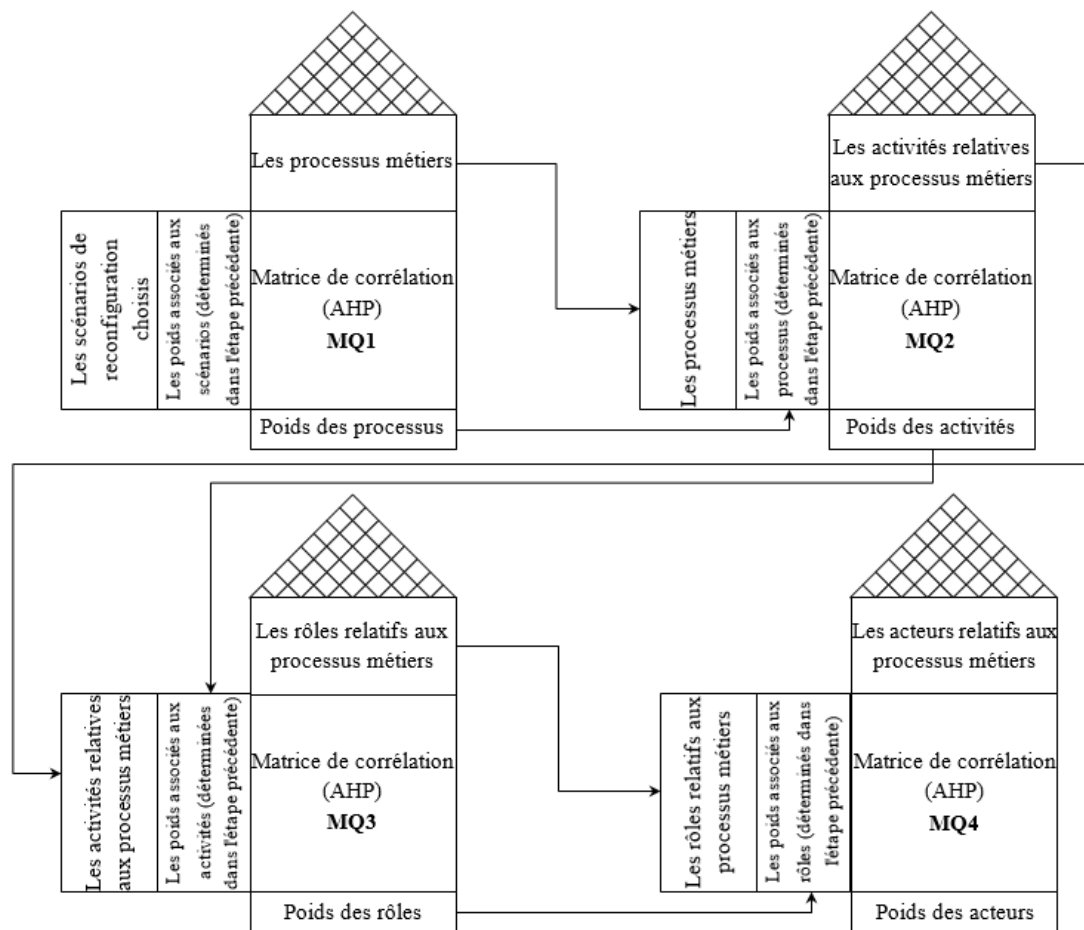 Les processus métiers
Les scénarios de
reconfiguration
choisis
Les poids associés aux
scénarios (déterminés
dans l'étape précédente)
Matrice de corrélation
(AHP)
MQ1
Poids des processus
Les activités relatives
aux processus métiers
Les processus métiers
Les poids associés aux
processus (déterminés
dans l'étape précédente)
Matrice de corrélation
(AHP)
MQ2
Poids des activités
Les rôles relatifs aux
processus métiers
Les activités relatives
aux processus métiers
Les poids associés aux
activités (déterminées
dans l'étape précédente)
Matrice de corrélation
(AHP)
MQ3
Poids des rôles
Les acteurs relatifs aux
processus métiers
Les rôles relatifs aux
processus métiers
Les poids associés aux
rôles (déterminés dans
l'étape précédente)
Matrice de corrélation
(AHP)
MQ4
Poids des acteurs